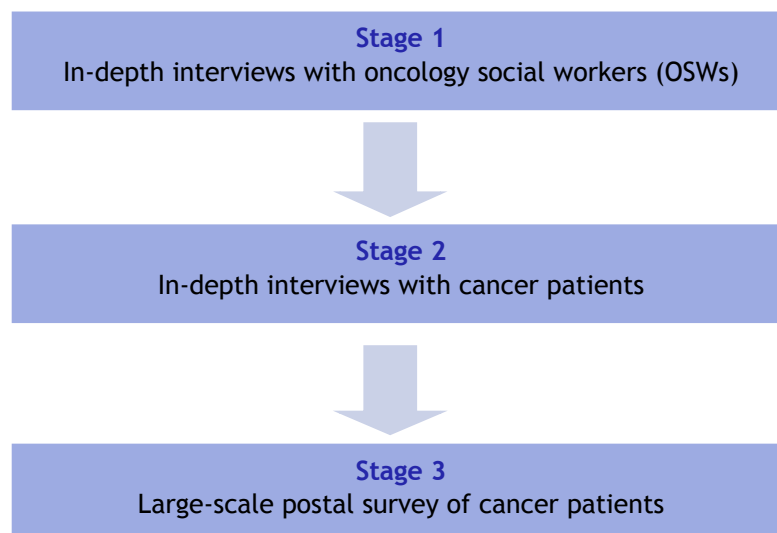 Stage 1
In-depth interviews with oncology social workers (OSWs)
Stage 2
In-depth interviews with cancer patients
Stage 3
Large-scale postal survey of cancer patients